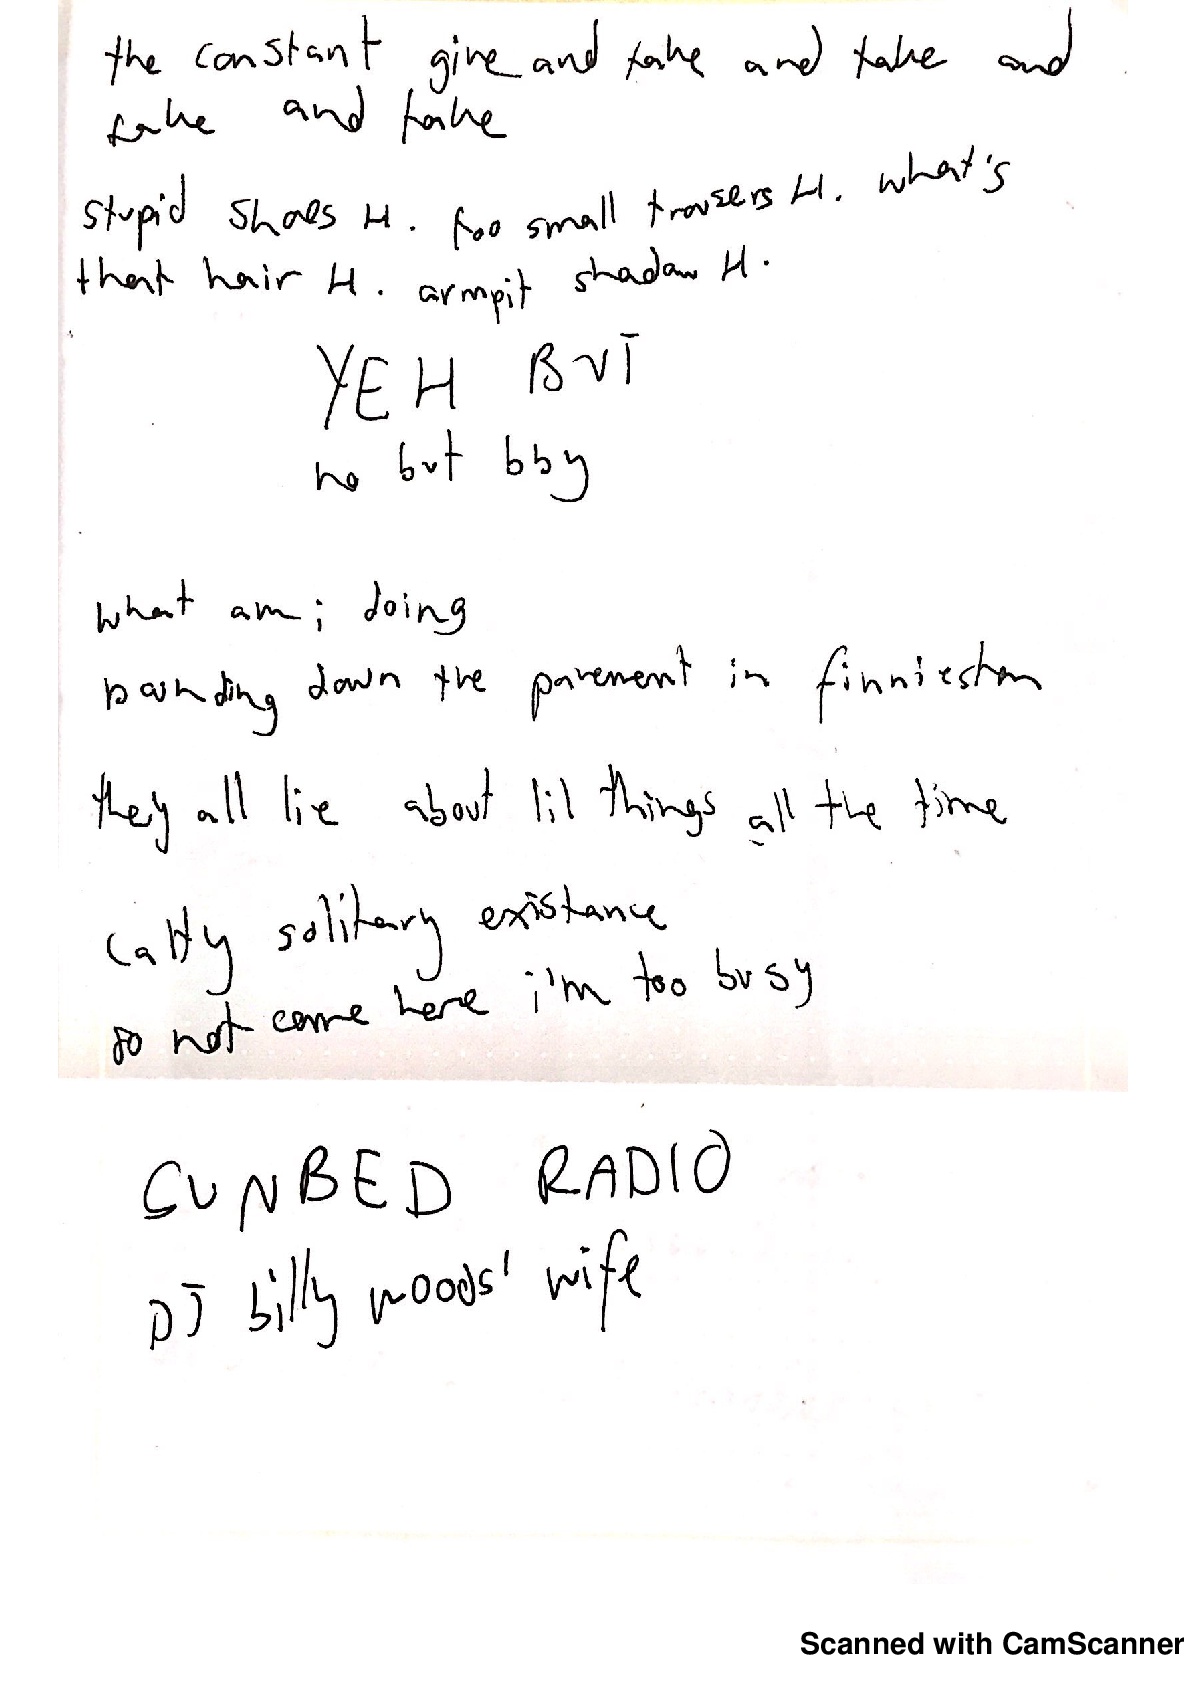 the constant give and take and take and
take and take
stupid shoes H. too small trousers H. what's
that hair H. armpit shadow H.
YEH BUT
no but bby
what am i doing
bounding down the pavement in finnieston
they all lie about lil things all the time
catty solitary existance
do not come here i'm too busy
SUNBED RADIO
DJ billy woods' wife
Scanned with CamScanner